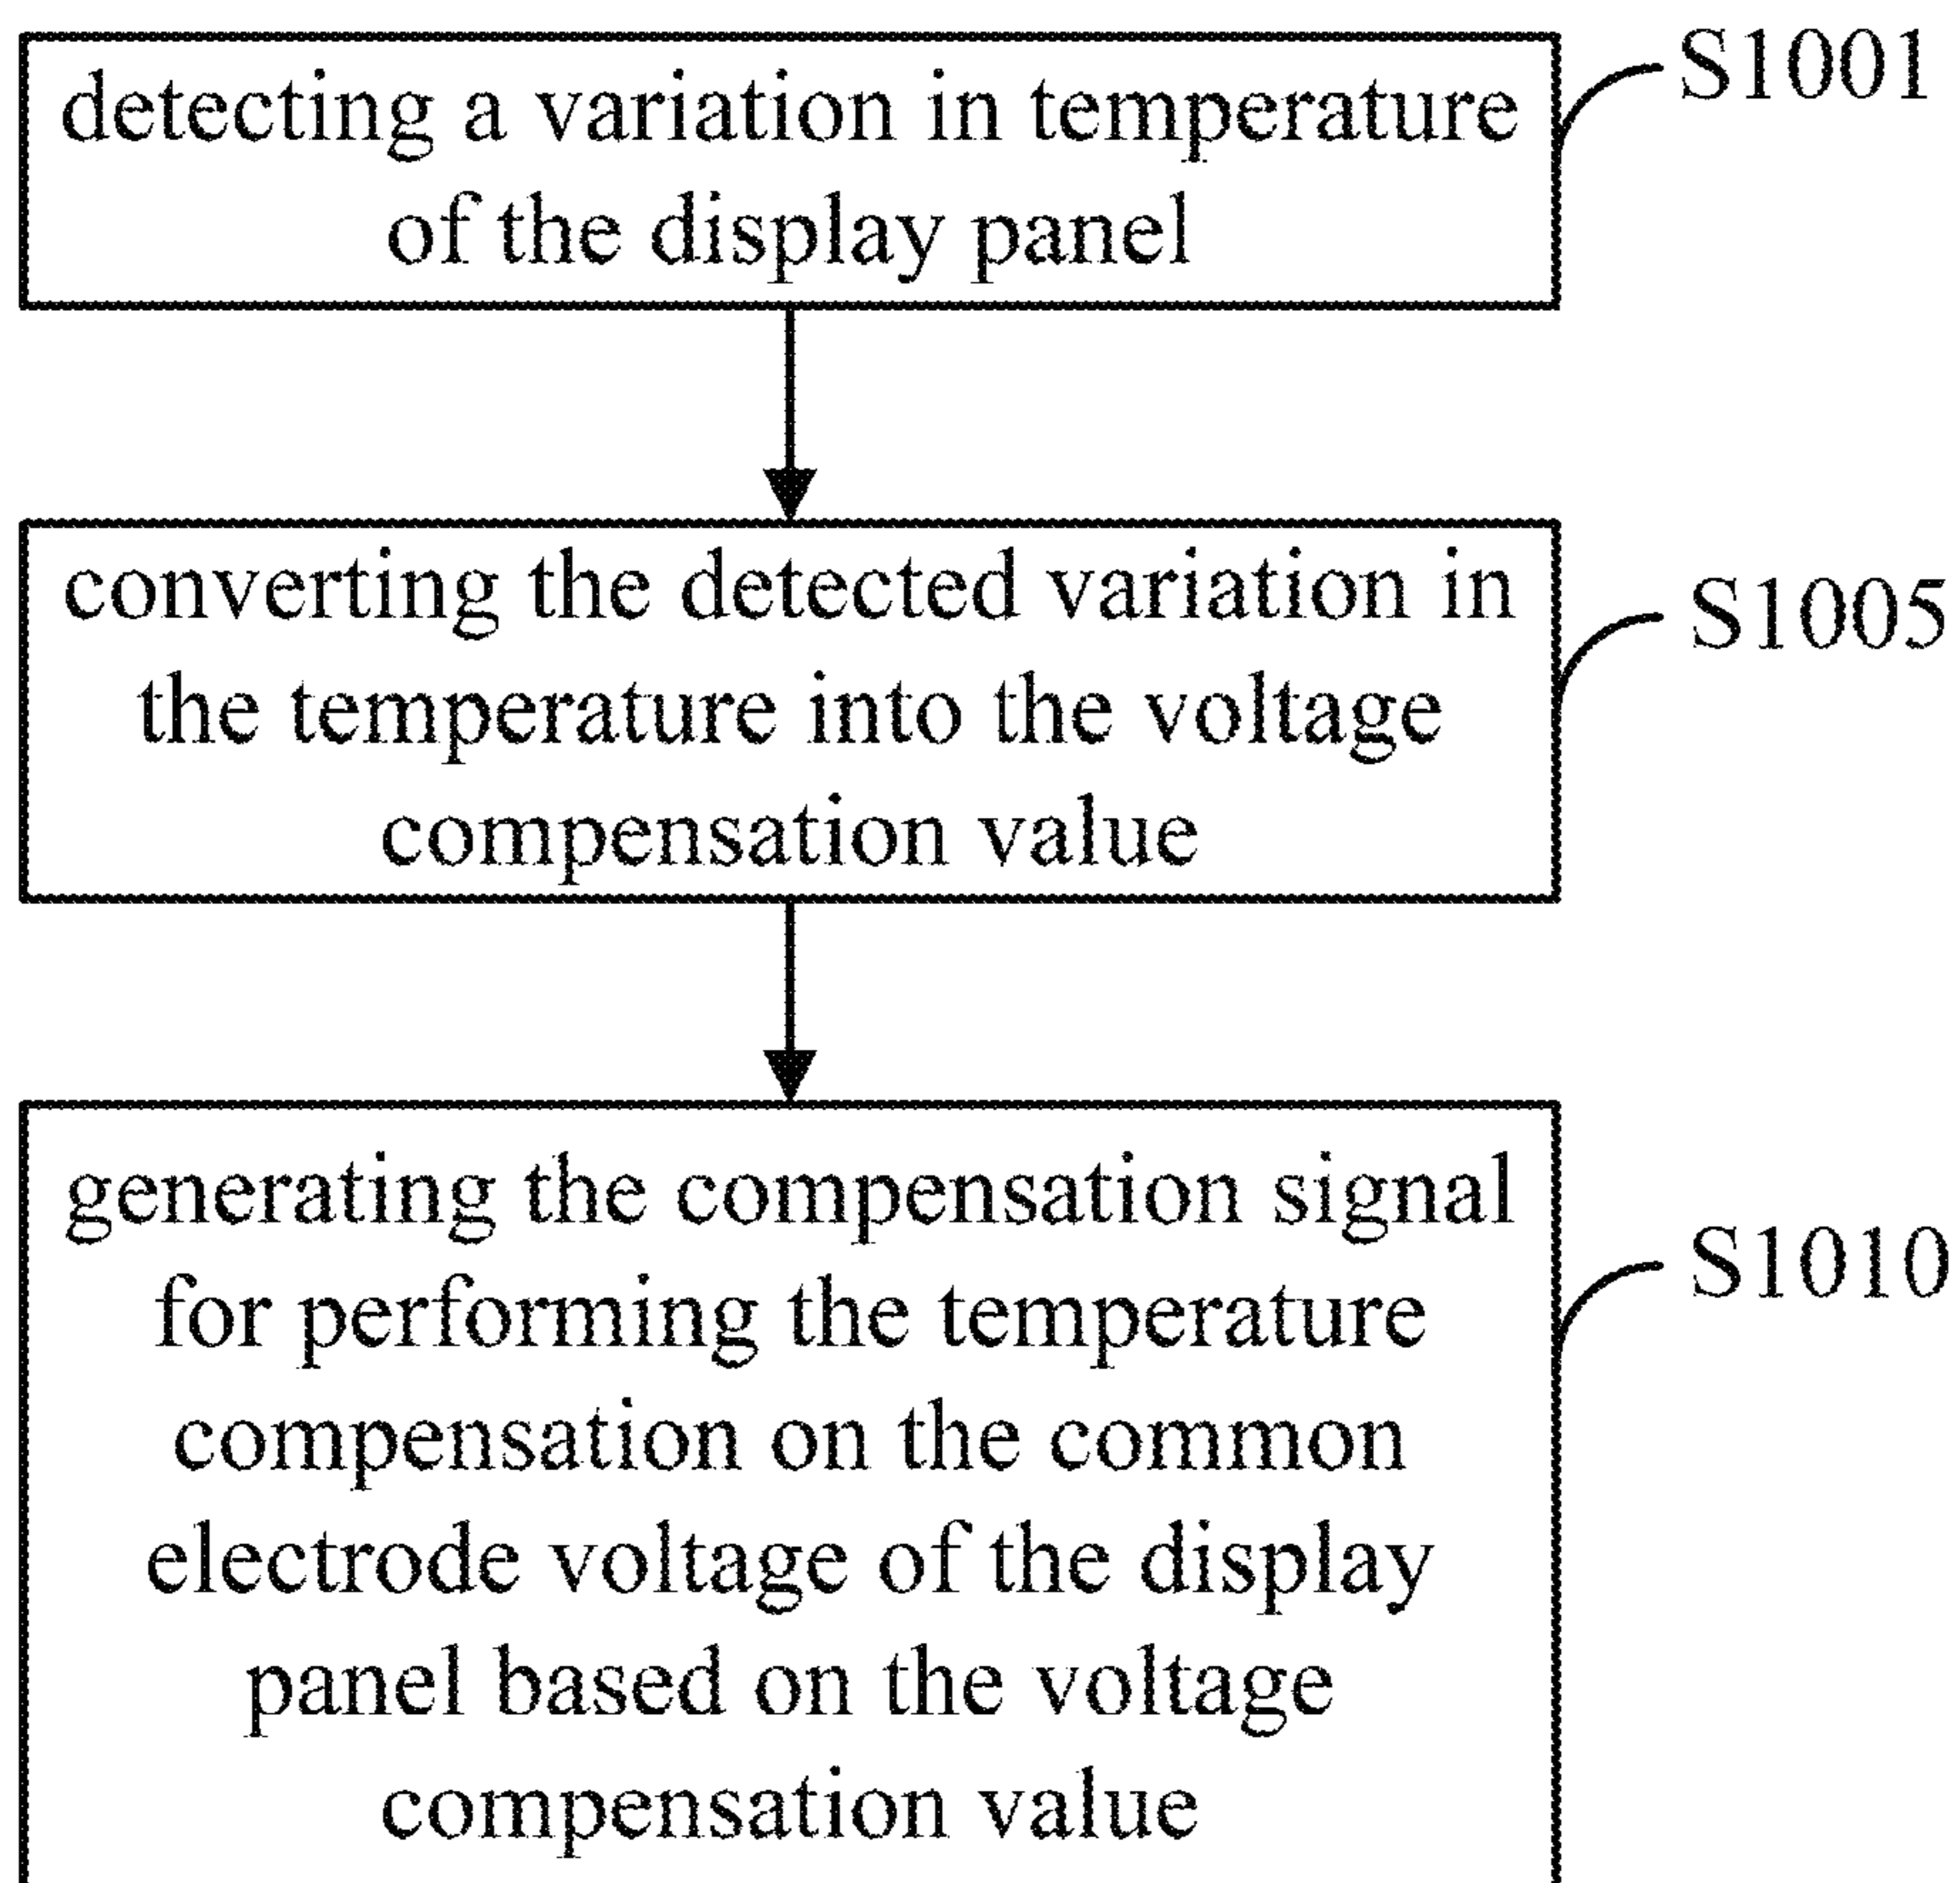 detecting a variation in temperature
of the display panel
S1001
converting the detected variation in
the temperature into the voltage
compensation value
S1005
generating the compensation signal
for performing the temperature
compensation on the common
electrode voltage of the display
panel based on the voltage
compensation value
S1010